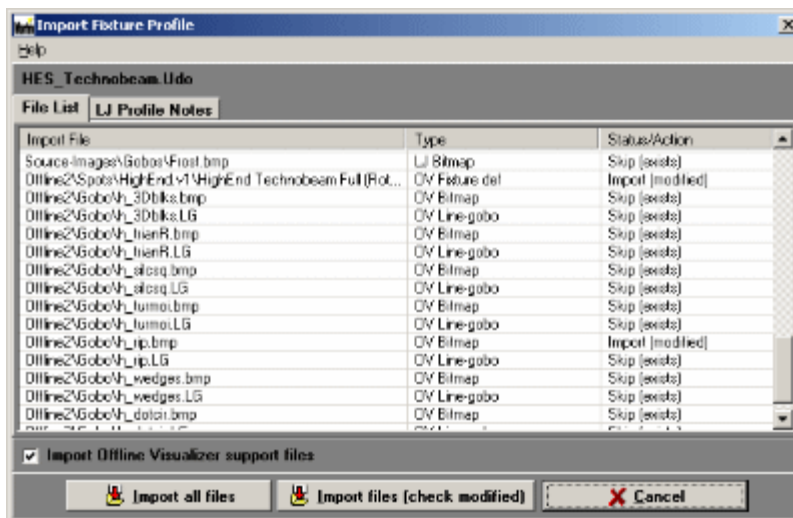 Import Fixture Profile
Help
HES_Technobeam.Udo
File List LJ Profile Notes
Import File Type Status/Action
Source-Images\Gobos\Frost.bmp LJ Bitmap Skip (exists)
Offline2\Spots\HighEnd.v1\HighEnd Technobeam Full (Rot... OV Fixture def Import (modified)
Offline2\Gobo\h_3Dblks.bmp OV Bitmap Skip (exists)
Offline2\Gobo\h_3Dblks.LG OV Line-gobo Skip (exists)
Offline2\Gobo\h_trianR.bmp OV Bitmap Skip (exists)
Offline2\Gobo\h_trianR.LG OV Line-gobo Skip (exists)
Offline2\Gobo\h_slcsq.bmp OV Bitmap Skip (exists)
Offline2\Gobo\h_slcsq.LG OV Line-gobo Skip (exists)
Offline2\Gobo\h_turmoi.bmp OV Bitmap Skip (exists)
Offline2\Gobo\h_turmoi.LG OV Line-gobo Skip (exists)
Offline2\Gobo\h_rip.bmp OV Bitmap Import (modified)
Offline2\Gobo\h_rip.LG OV Line-gobo Skip (exists)
Offline2\Gobo\h_wedges.bmp OV Bitmap Skip (exists)
Offline2\Gobo\h_wedges.LG OV Line-gobo Skip (exists)
Offline2\Gobo\h_dotcir.bmp OV Bitmap Skip (exists)
Import Offline Visualizer support files
Import all files Import files (check modified) Cancel